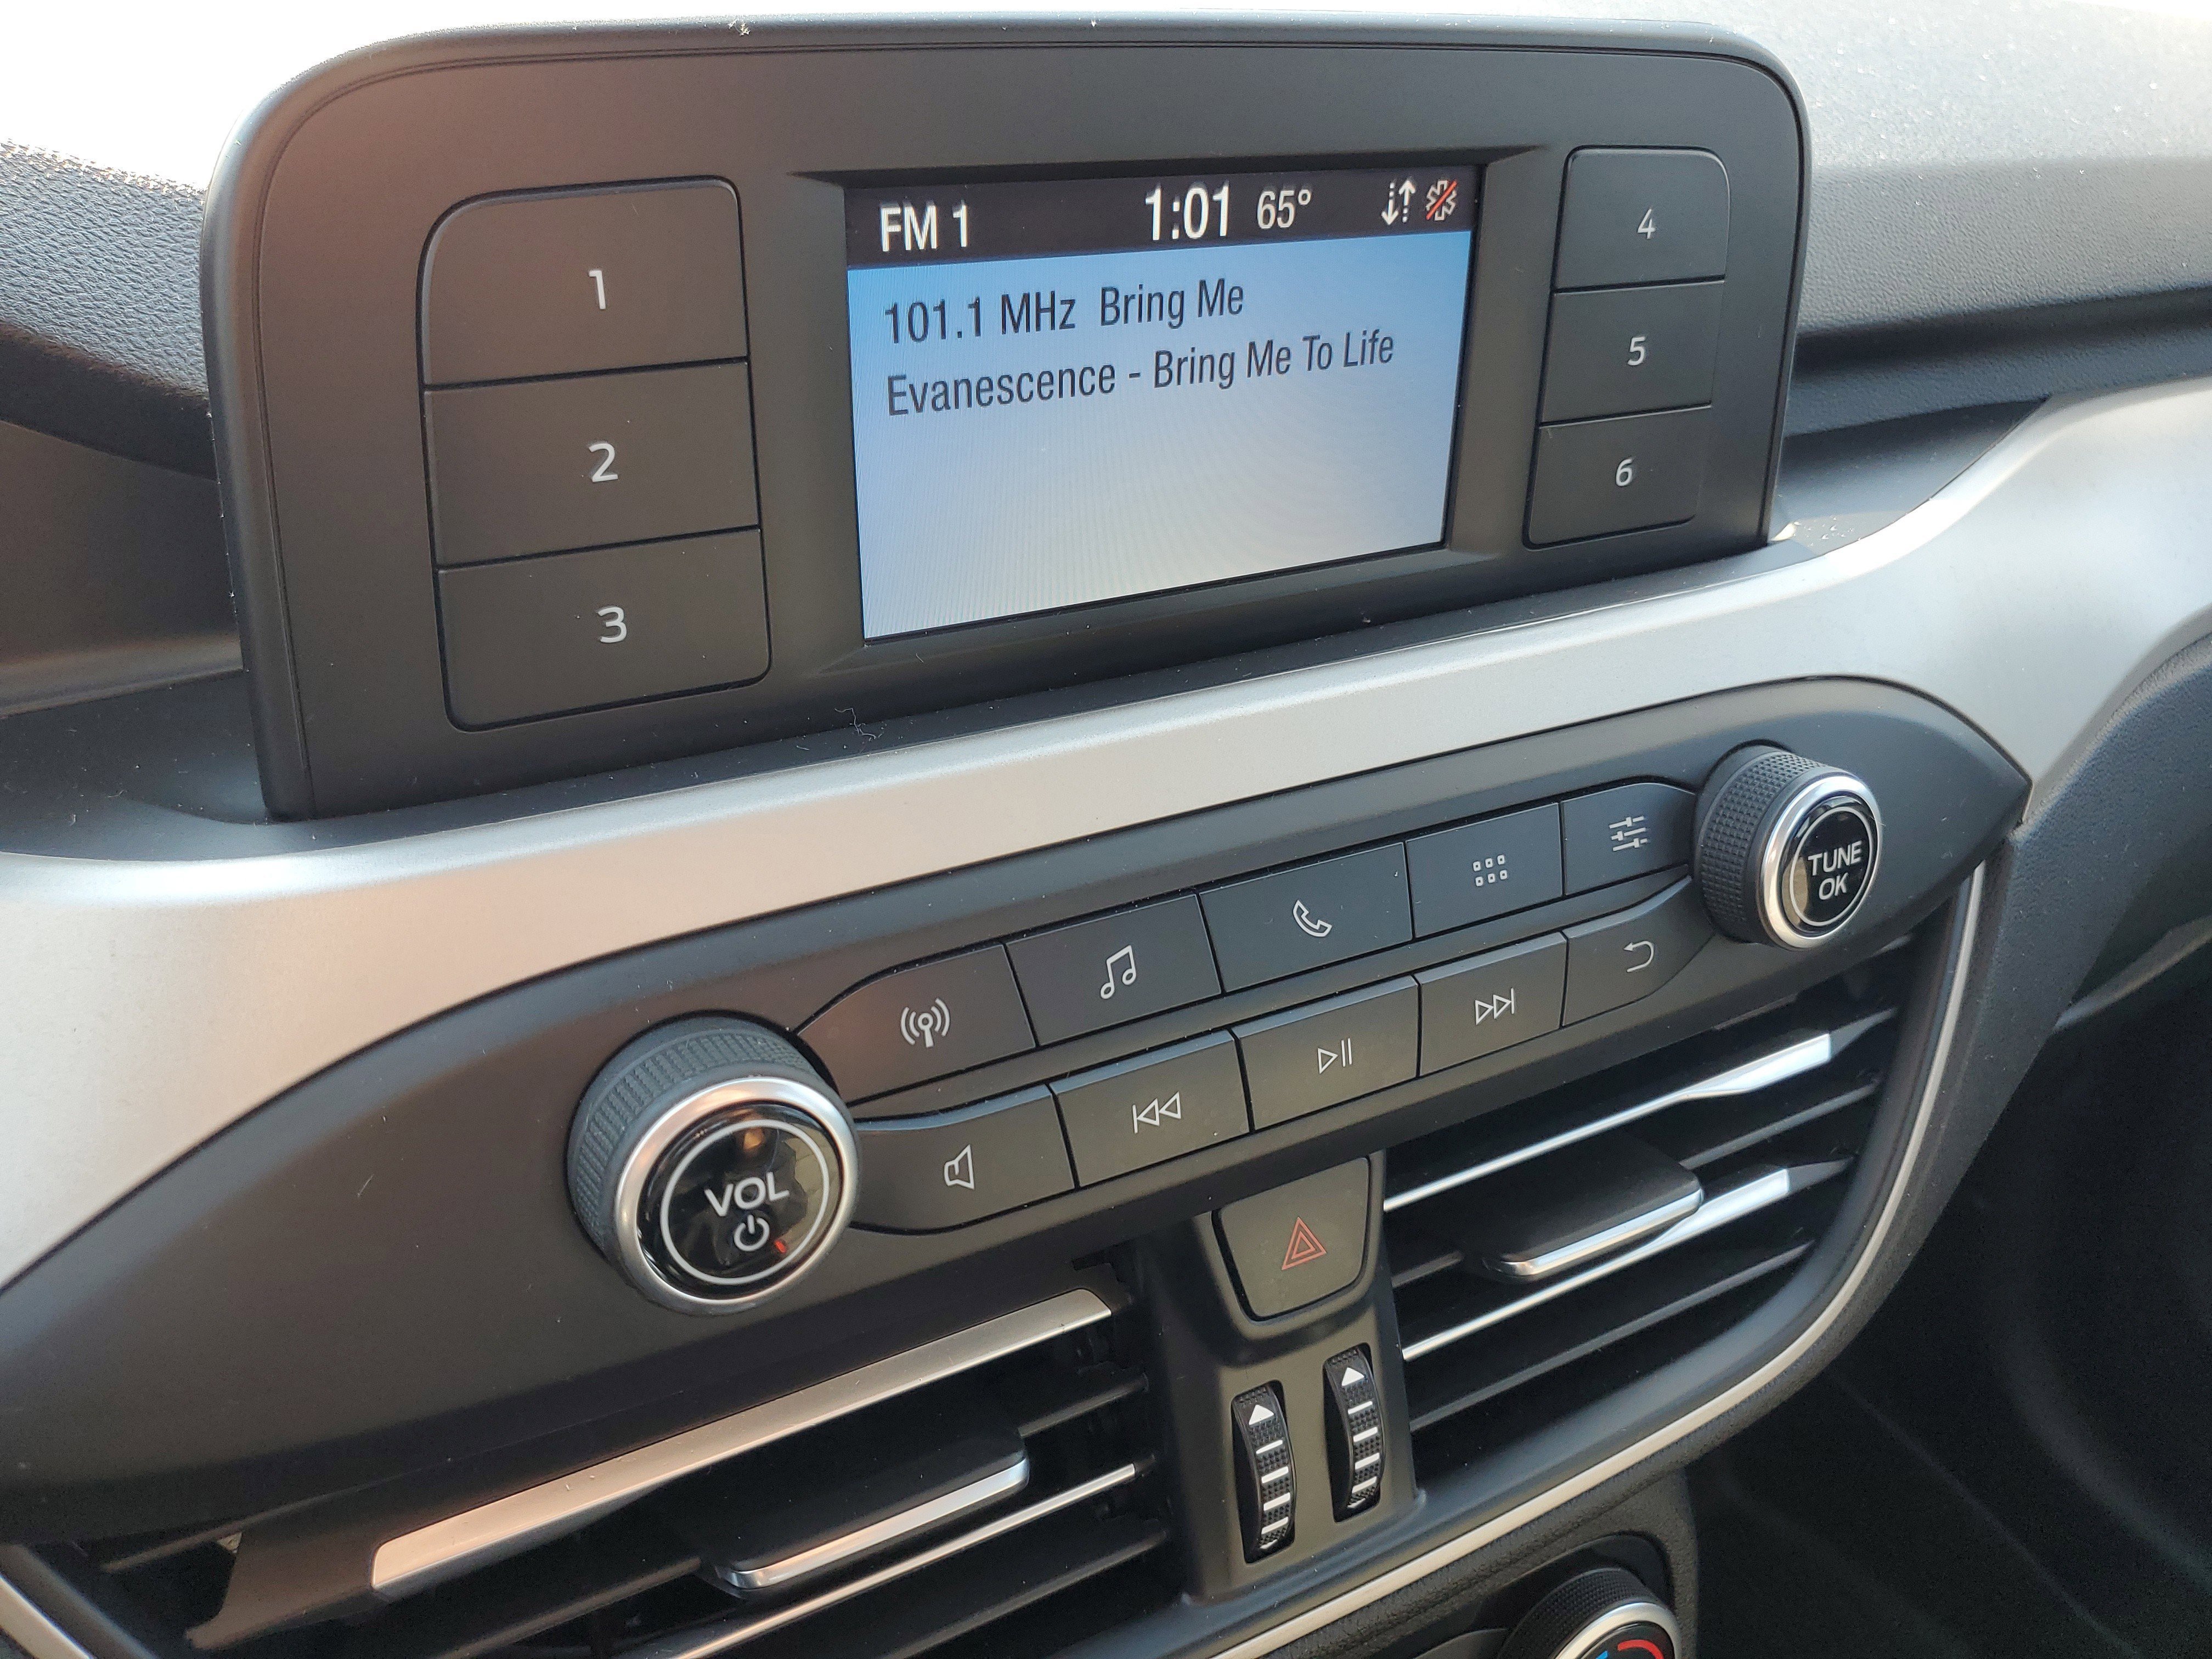 FM 1 1:01 65°
101.1 MHz Bring Me
Evanescence - Bring Me To Life
1
2
3
4
5
6
TUNE
OK
VOL